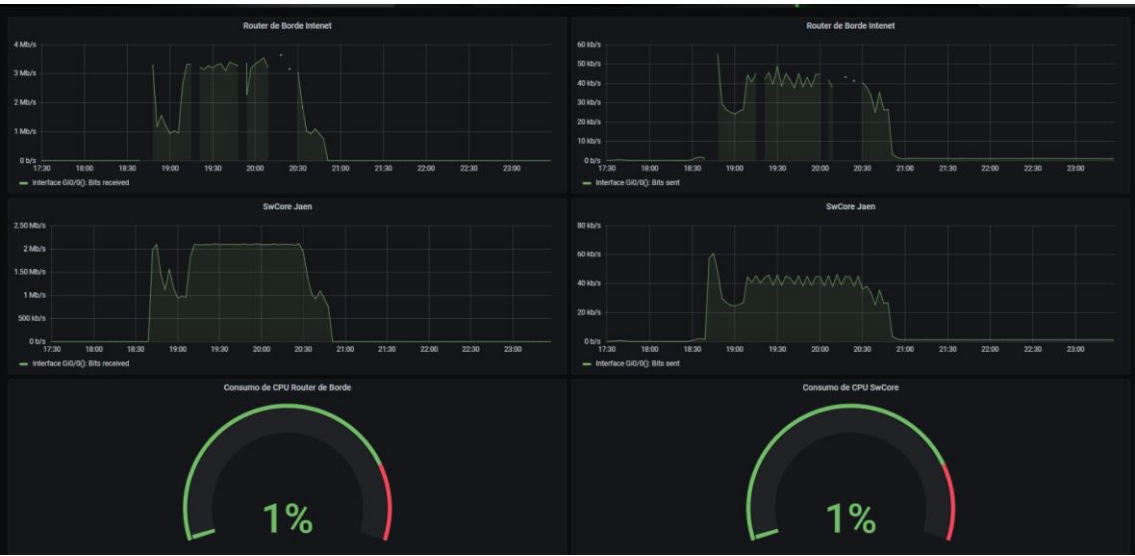 Router de Borde Intenet
4 Mb/s
3 Mb/s
2 Mb/s
1 Mb/s
0 b/s
17:30 18:00 18:30 19:00 19:30 20:00 20:30 21:00 21:30 22:00 22:30 23:00
Interface Gi0/0(): Bits received
Router de Borde Intenet
60 kb/s
50 kb/s
40 kb/s
30 kb/s
20 kb/s
10 kb/s
0 b/s
17:30 18:00 18:30 19:00 19:30 20:00 20:30 21:00 21:30 22:00 22:30 23:00
Interface Gi0/0(): Bits sent
SwCore Jaen
2.50 Mb/s
2 Mb/s
1.50 Mb/s
1 Mb/s
500 kb/s
0 b/s
17:30 18:00 18:30 19:00 19:30 20:00 20:30 21:00 21:30 22:00 22:30 23:00
Interface Gi0/0(): Bits received
SwCore Jaen
80 kb/s
60 kb/s
40 kb/s
20 kb/s
0 b/s
17:30 18:00 18:30 19:00 19:30 20:00 20:30 21:00 21:30 22:00 22:30 23:00
Interface Gi0/0(): Bits sent
Consumo de CPU Router de Borde
1%
Consumo de CPU SwCore
1%